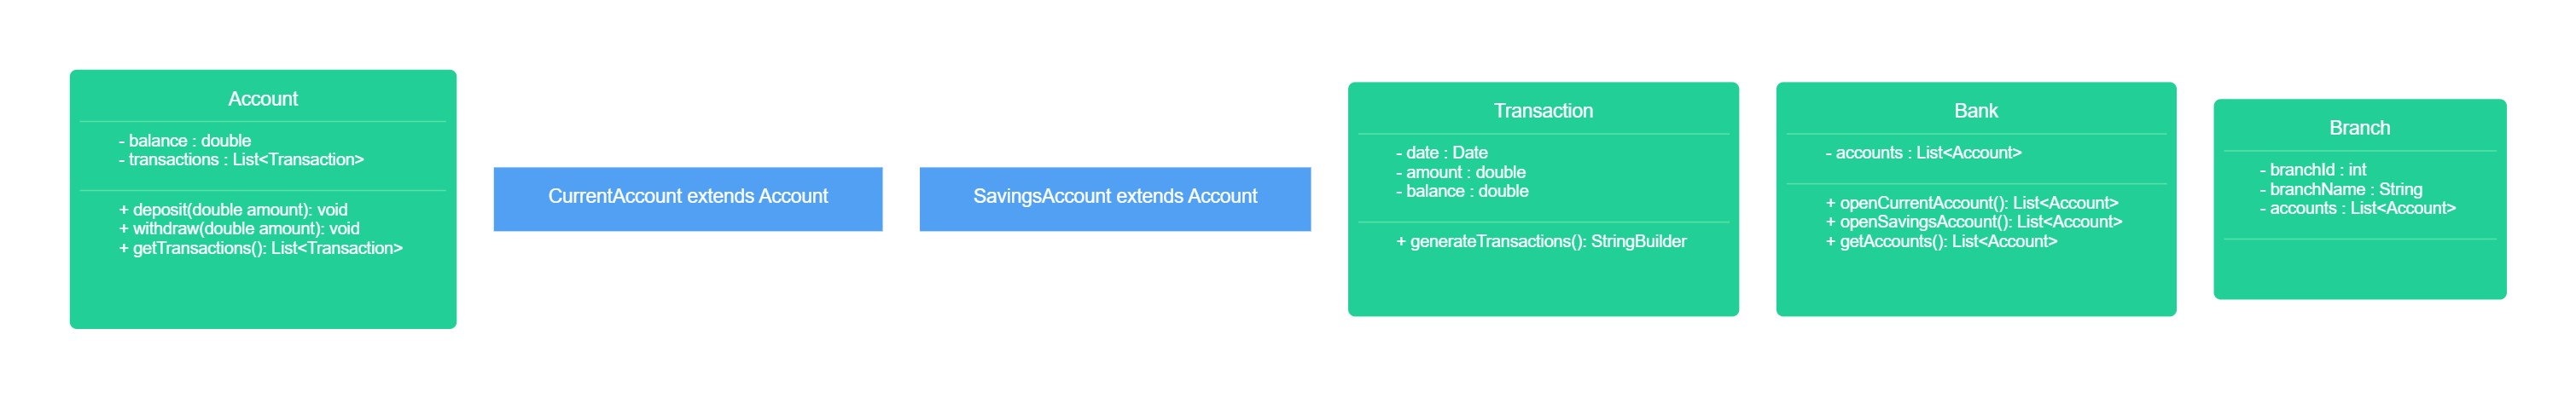 Account
- balance : double
- transactions : List<Transaction>
+ deposit(double amount): void
+ withdraw(double amount): void
+ getTransactions(): List<Transaction>
CurrentAccount extends Account
SavingsAccount extends Account
Transaction
- date : Date
- amount : double
- balance : double
+ generateTransactions(): StringBuilder
Bank
- accounts : List<Account>
+ openCurrentAccount(): List<Account>
+ openSavingsAccount(): List<Account>
+ getAccounts(): List<Account>
Branch
- branchId : int
- branchName : String
- accounts : List<Account>